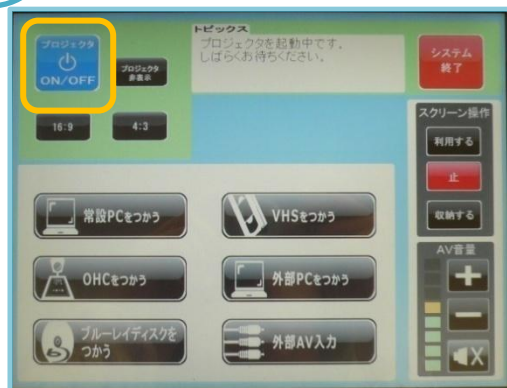 プロジェクタ
ON/OFF
プロジェクタ
非表示
16:9
4:3
トピックス
プロジェクタを起動中です.
しばらくお待ちください.
システム
終了
スクリーン操作
利用する
止
収納する
AV音量
常設PCをつかう
VHSをつかう
OHCをつかう
外部PCをつかう
ブルーレイディスクを
つかう
外部AV入力